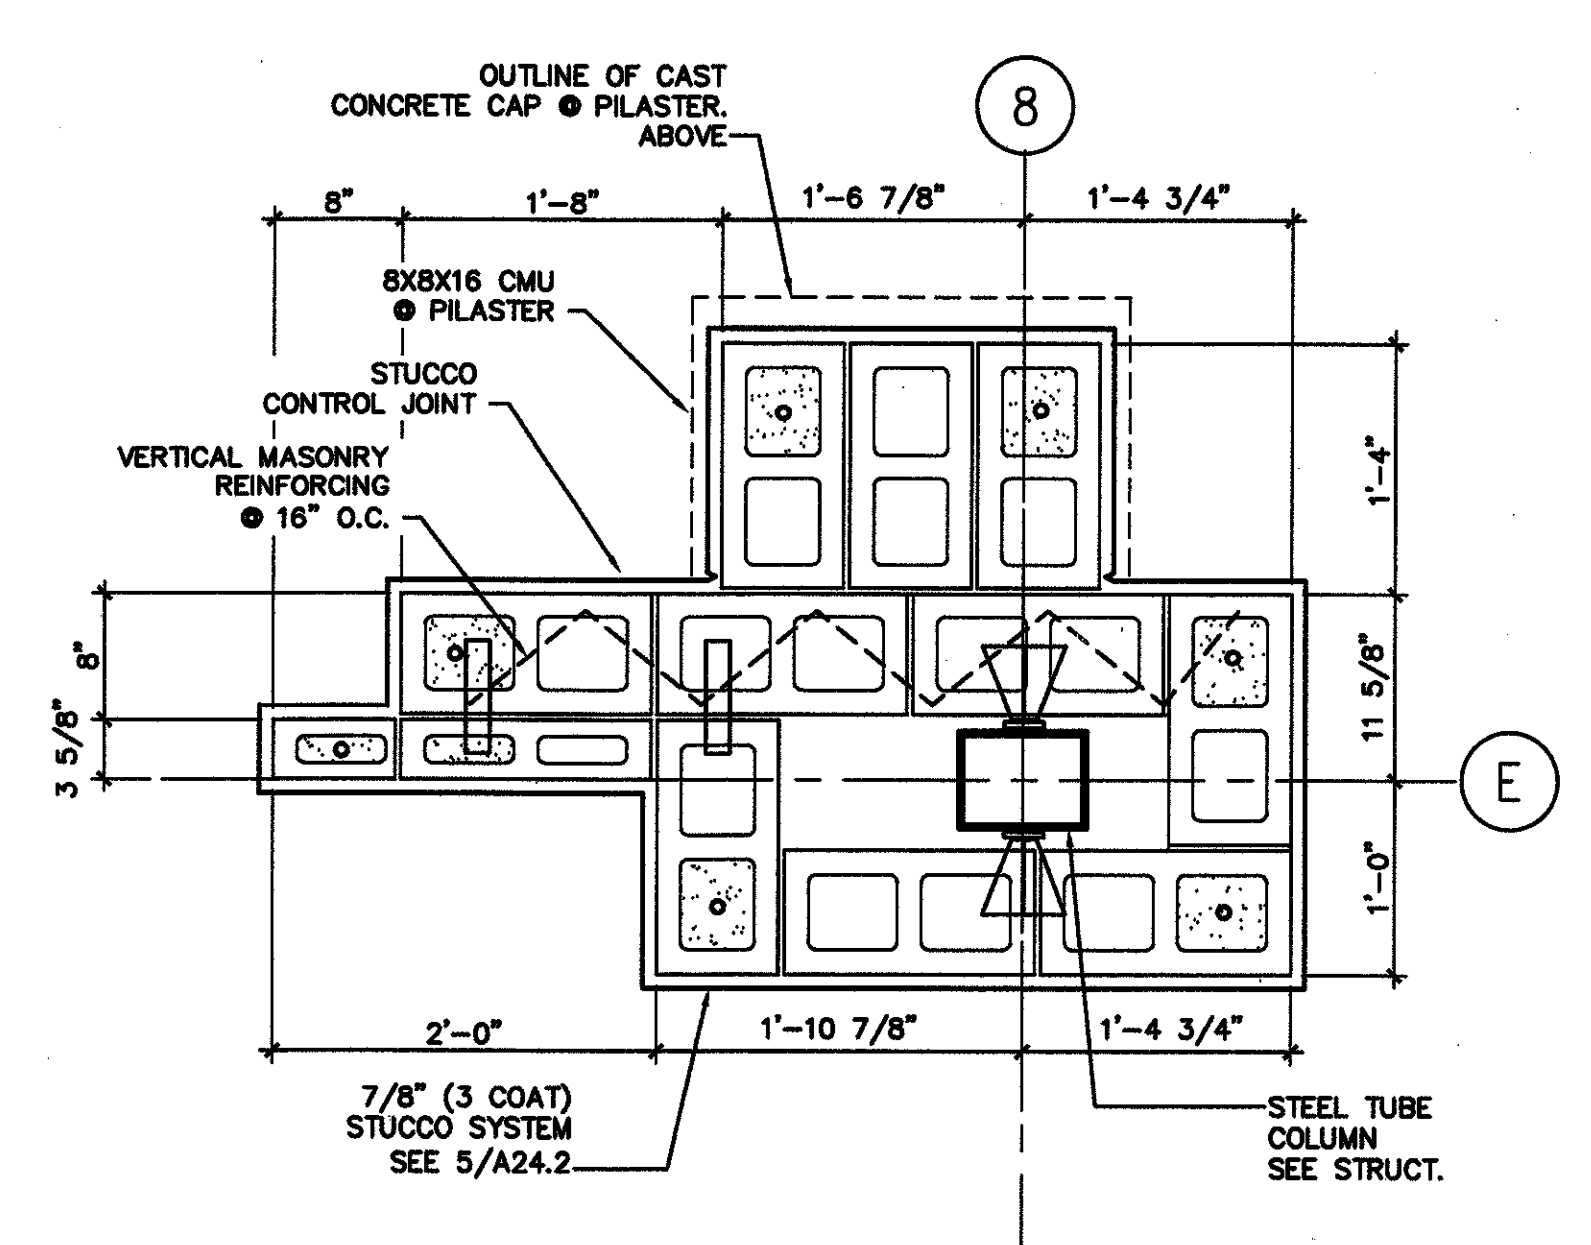 OUTLINE OF CAST
CONCRETE CAP @ PILASTER.
ABOVE
8
8"
1'-8"
1'-6 7/8"
1'-4 3/4"
8X8X16 CMU
@ PILASTER
STUCCO
CONTROL JOINT
VERTICAL MASONRY
REINFORCING
@ 16" O.C.
1'-4"
8"
3 5/8"
11 5/8"
E
1'-0"
2'-0"
1'-10 7/8"
1'-4 3/4"
7/8" (3 COAT)
STUCCO SYSTEM
SEE 5/A24.2
STEEL TUBE
COLUMN
SEE STRUCT.